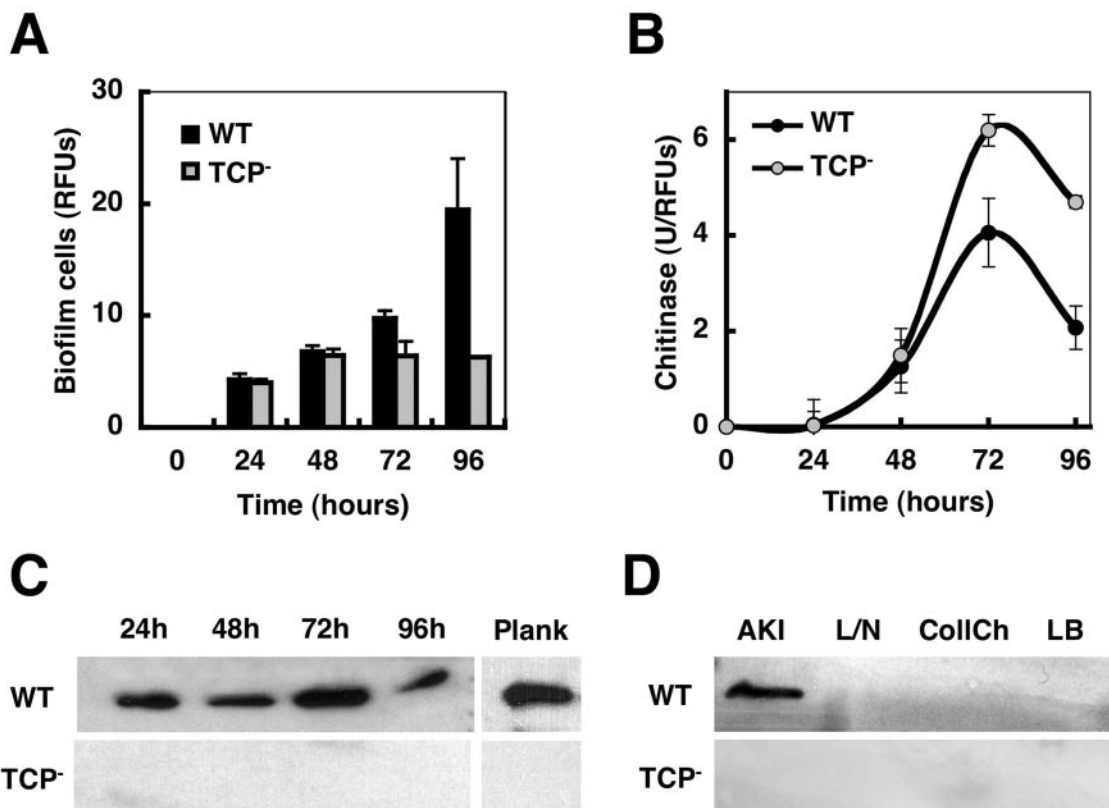 A
30
20
10
0
Biofilm cells (RFUs)
WT
TCP-
0 24 48 72 96
Time (hours)
B
6
4
2
0
Chitinase (U/RFUs)
WT
TCP-
0 24 48 72 96
Time (hours)
C
24h 48h 72h 96h Plank
WT
TCP-
D
AKI L/N CollCh LB
WT
TCP-